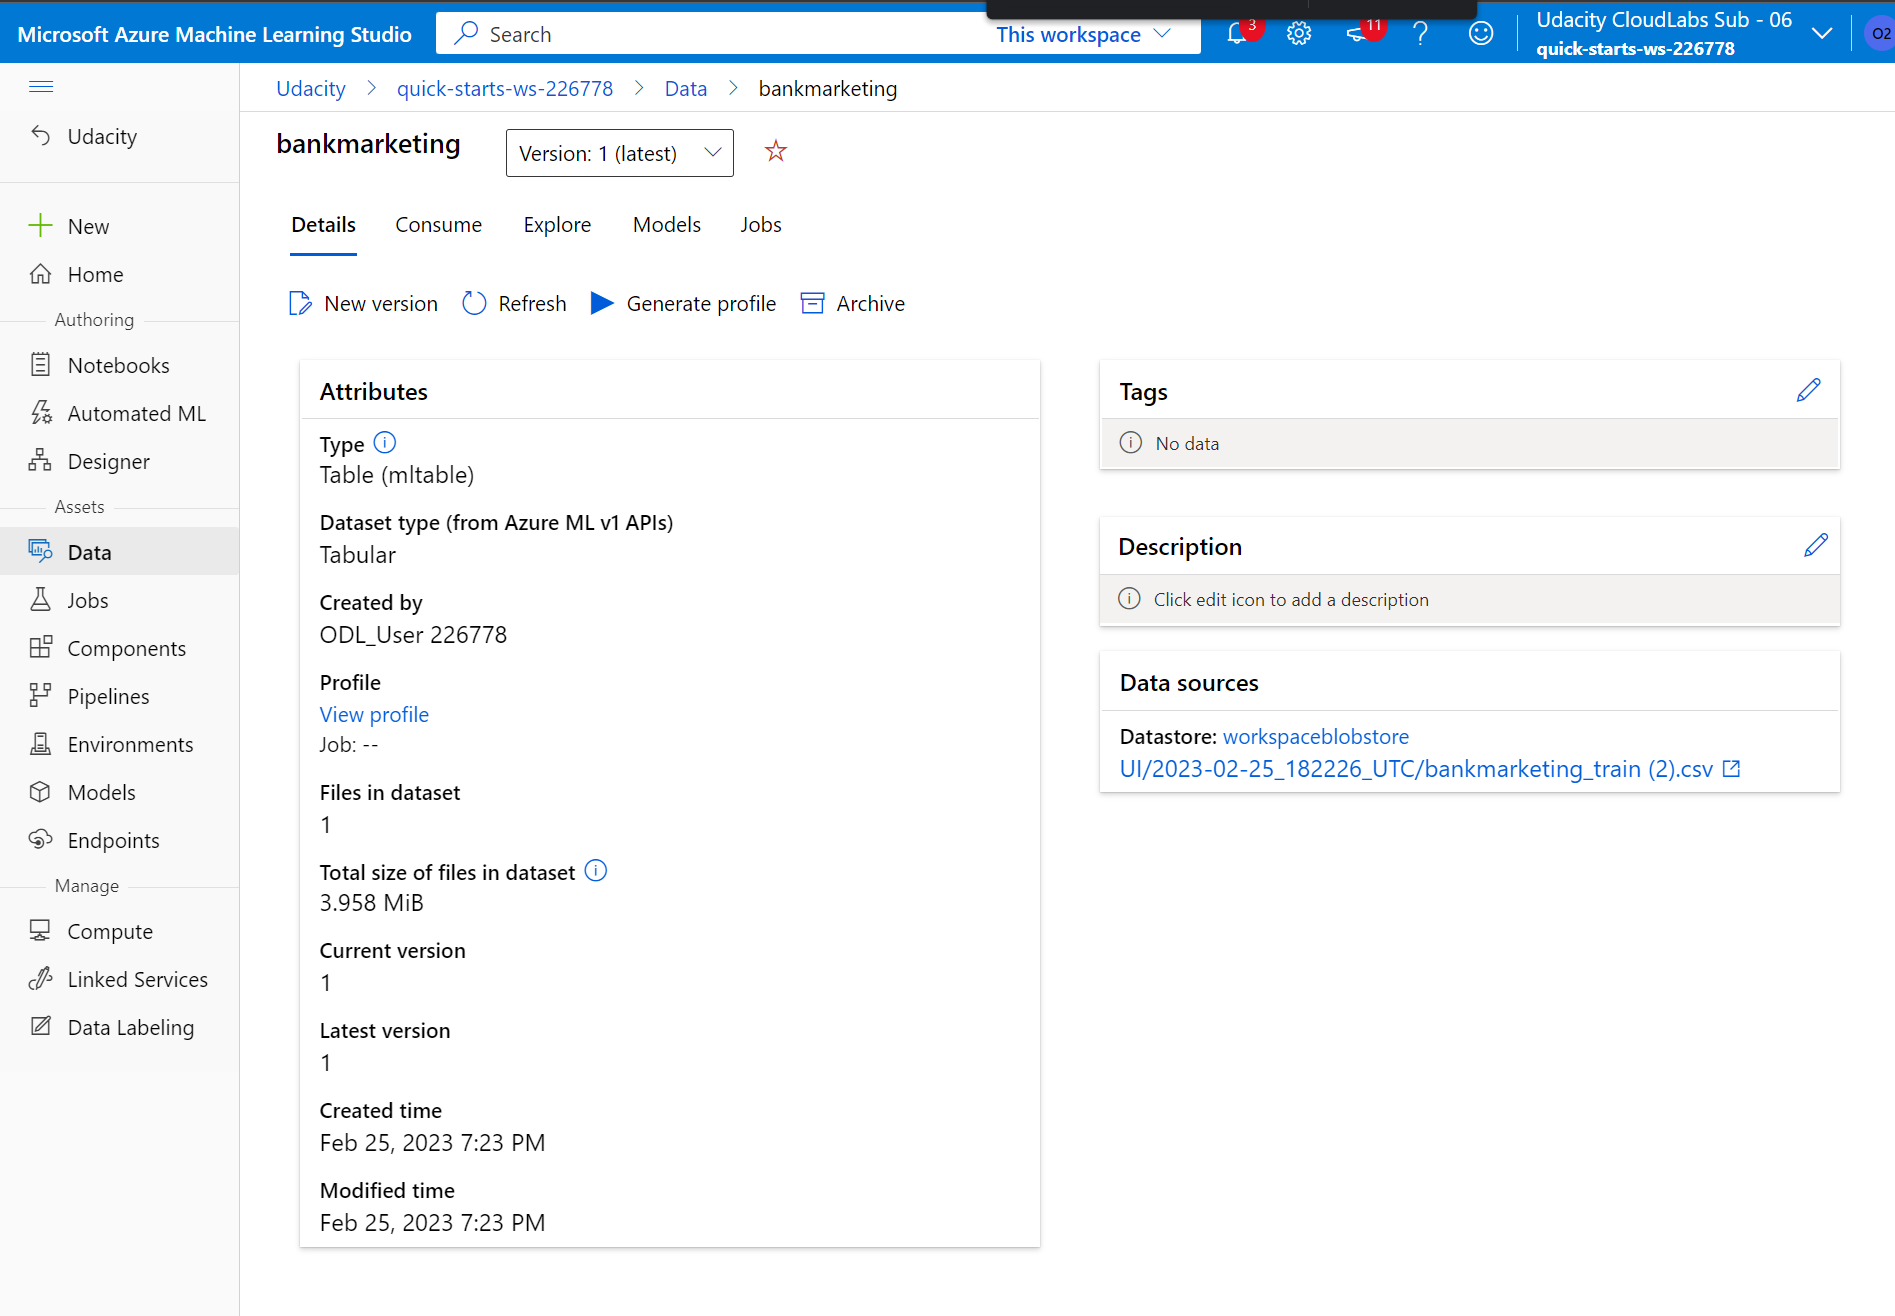 Microsoft Azure Machine Learning Studio
Search
This workspace
3
11
Udacity CloudLabs Sub - 06
quick-starts-ws-226778
O2
Udacity
New
Home
Authoring
Notebooks
Automated ML
Designer
Assets
Data
Jobs
Components
Pipelines
Environments
Models
Endpoints
Manage
Compute
Linked Services
Data Labeling
Udacity > quick-starts-ws-226778 > Data > bankmarketing
bankmarketing
Version: 1 (latest)
Details Consume Explore Models Jobs
New version Refresh Generate profile Archive
Attributes
Type
Table (mltable)
Dataset type (from Azure ML v1 APIs)
Tabular
Created by
ODL_User 226778
Profile
View profile
Job: --
Files in dataset
1
Total size of files in dataset
3.958 MiB
Current version
1
Latest version
1
Created time
Feb 25, 2023 7:23 PM
Modified time
Feb 25, 2023 7:23 PM
Tags
No data
Description
Click edit icon to add a description
Data sources
Datastore: workspaceblobstore
UI/2023-02-25_182226_UTC/bankmarketing_train (2).csv